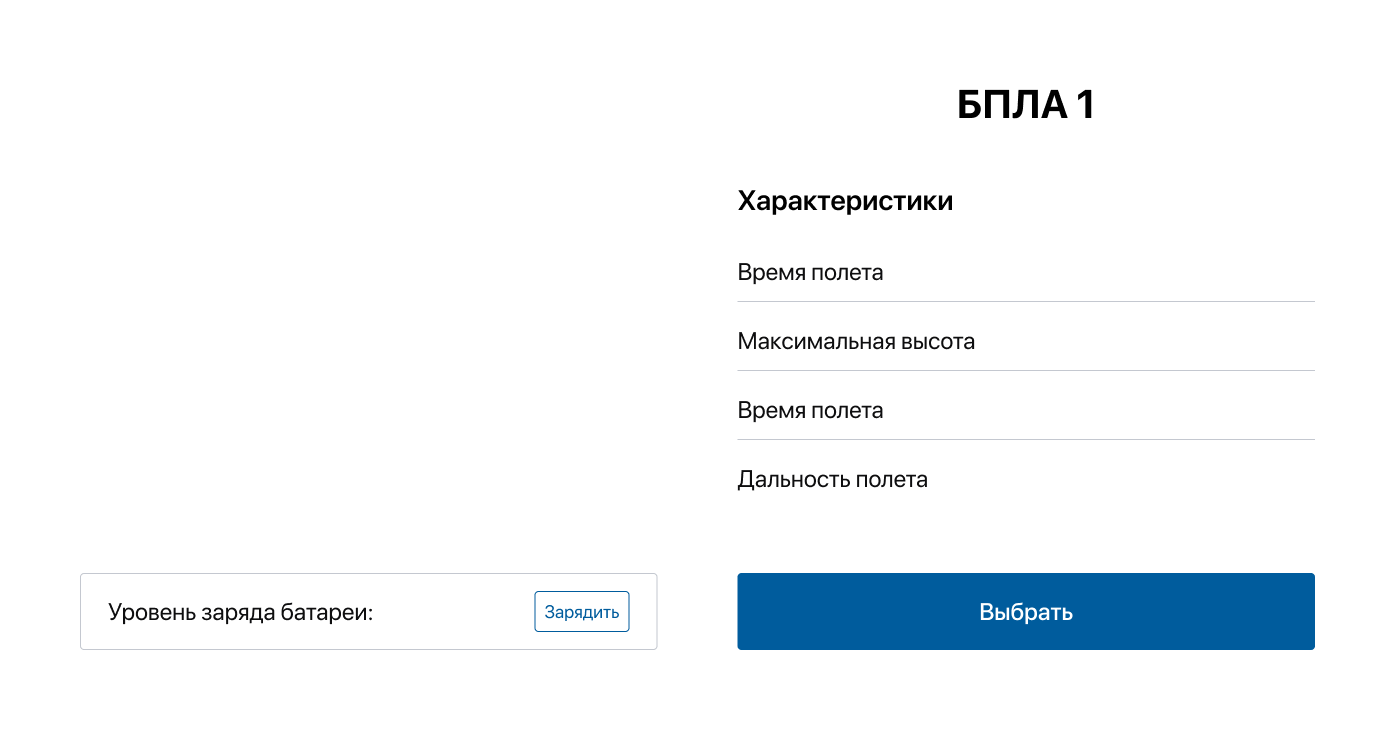 БПЛА 1
Характеристики
Время полета
Максимальная высота
Время полета
Дальность полета
Уровень заряда батареи:
Зарядить
Выбрать